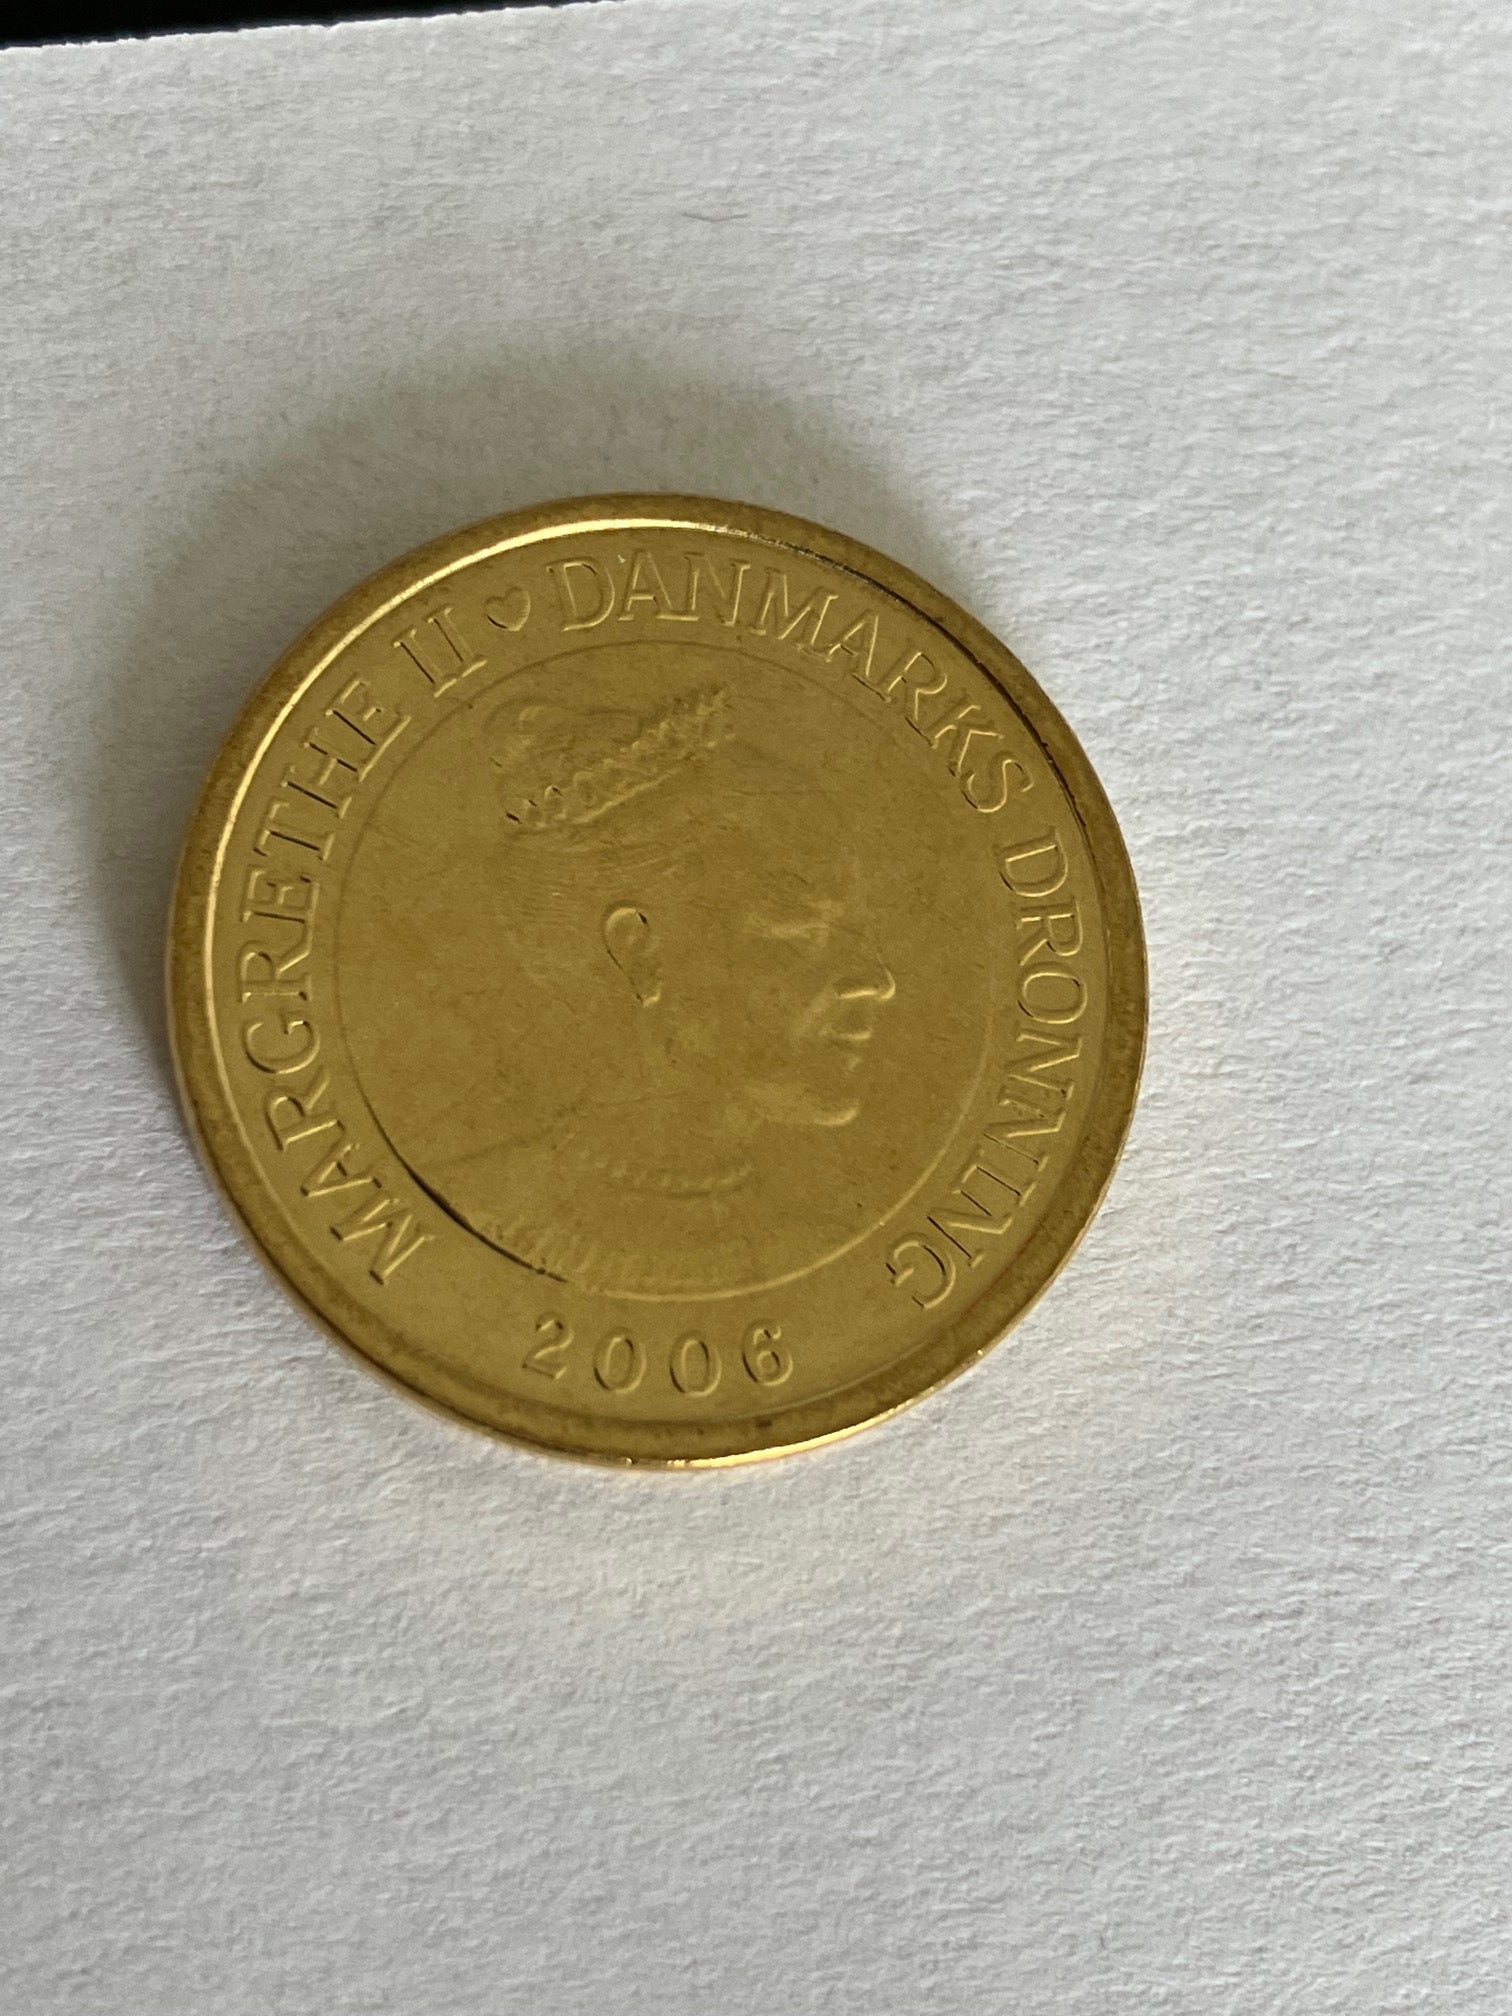 MARGRETHE II ♥ DANMARKS DRONNING
2006